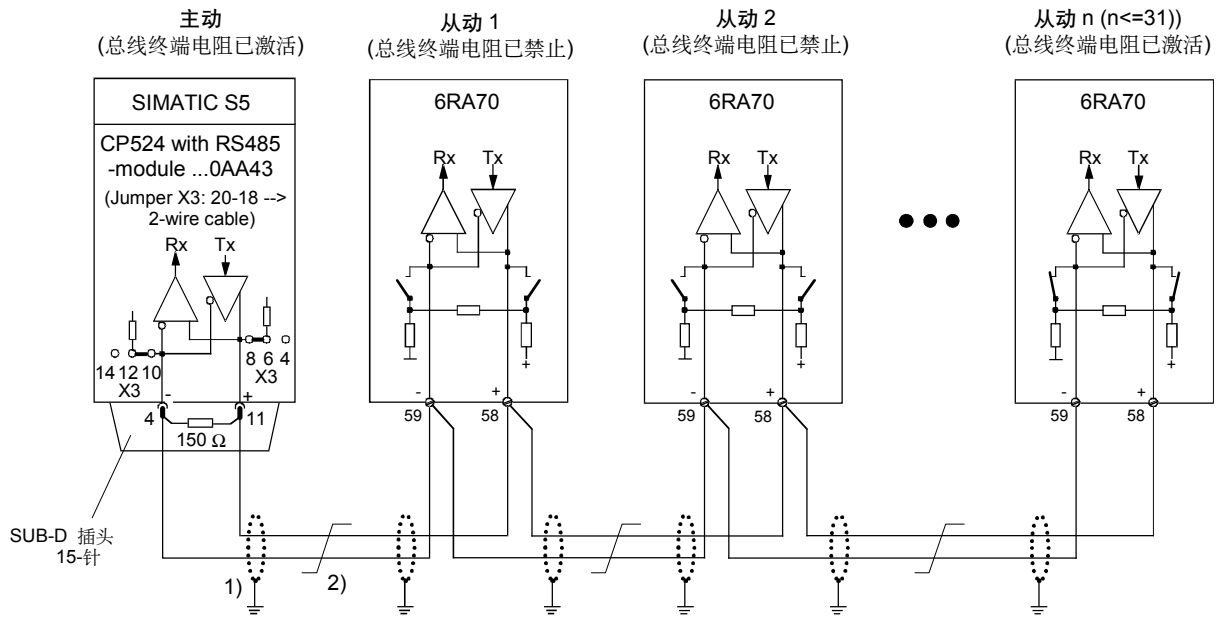 主动
(总线终端电阻已激活)
从动 1
(总线终端电阻已禁止)
从动 2
(总线终端电阻已禁止)
从动 n (n<=31))
(总线终端电阻已激活)
SIMATIC S5
CP524 with RS485
-module ...0AA43
(Jumper X3: 20-18 -->
2-wire cable)
Rx Tx
14 12 10
X3
8 6 4
X3
- +
4 11
150 Ω
SUB-D 插头
15-针
6RA70
Rx Tx
+
- +
59 58
6RA70
Rx Tx
+
- +
59 58
6RA70
Rx Tx
+
- +
59 58
1) 2)